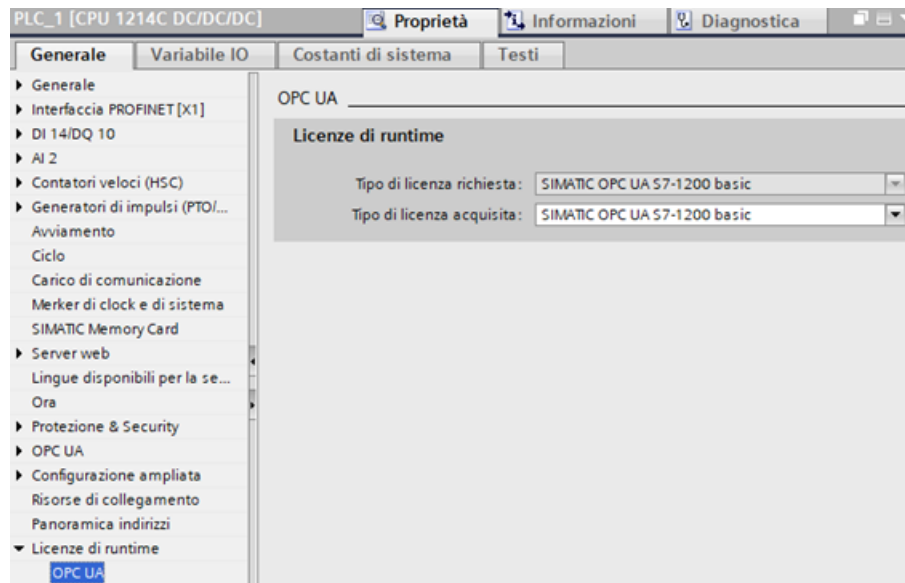 PLC_1 [CPU 1214C DC/DC/DC]
Proprietà
Informazioni
Diagnostica
Generale
Variabile IO
Costanti di sistema
Testi
Generale
Interfaccia PROFINET [X1]
DI 14/DQ 10
AI 2
Contatori veloci (HSC)
Generatori di impulsi (PTO/...
Avviamento
Ciclo
Carico di comunicazione
Merker di clock e di sistema
SIMATIC Memory Card
Server web
Lingue disponibili per la se...
Ora
Protezione & Security
OPC UA
Configurazione ampliata
Risorse di collegamento
Panoramica indirizzi
Licenze di runtime
OPC UA
OPC UA
Licenze di runtime
Tipo di licenza richiesta: SIMATIC OPC UA S7-1200 basic
Tipo di licenza acquisita: SIMATIC OPC UA S7-1200 basic